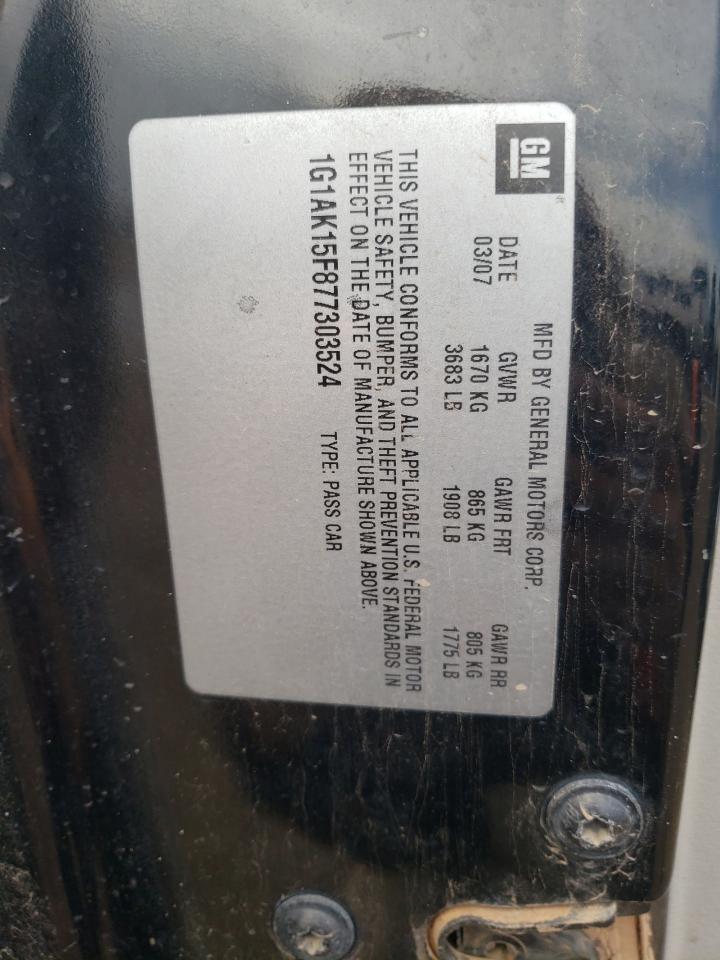 GM
MFD BY GENERAL MOTORS CORP.
DATE GVWR GAWR FRT GAWR RR
03/07 1670 KG 865 KG 805 KG
3683 LB 1908 LB 1775 LB
THIS VEHICLE CONFORMS TO ALL APPLICABLE U.S. FEDERAL MOTOR
VEHICLE SAFETY, BUMPER, AND THEFT PREVENTION STANDARDS IN
EFFECT ON THE DATE OF MANUFACTURE SHOWN ABOVE.
1G1AK15F877303524 TYPE: PASS CAR